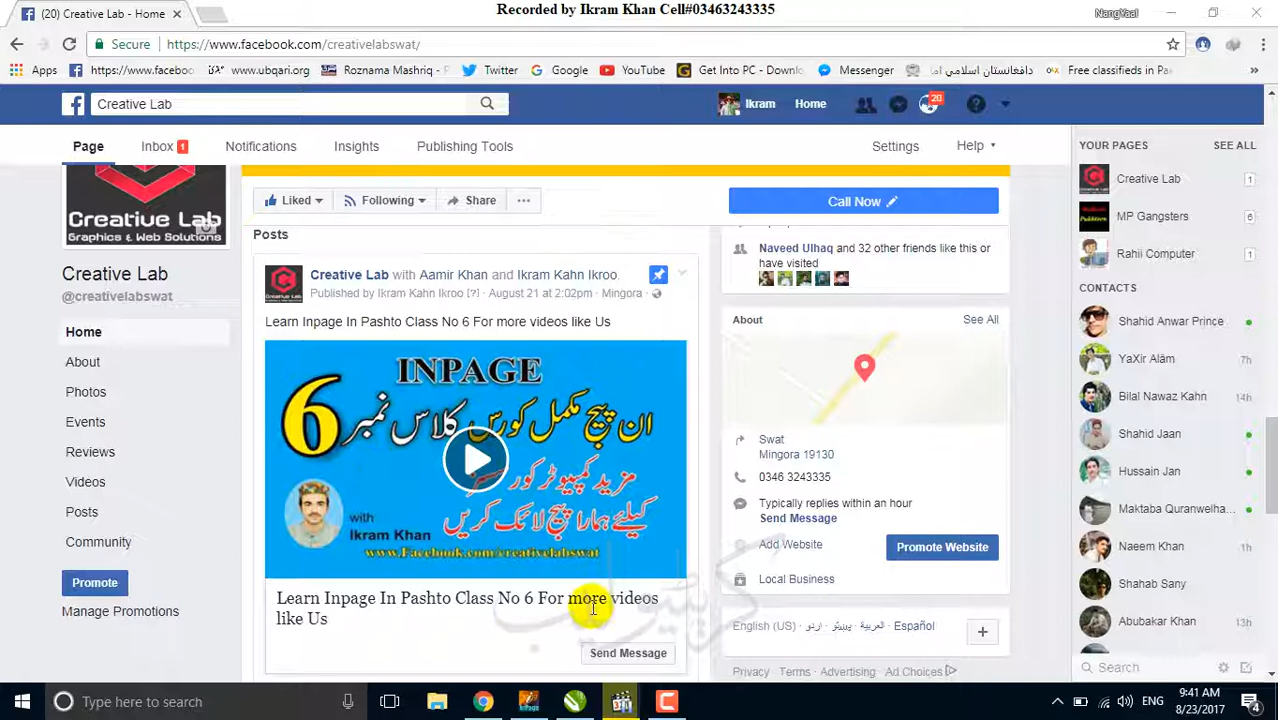 Recorded by Ikram Khan Cell#03463243335
(20) Creative Lab - Home
NangYaal
Secure https://www.facebook.com/creativelabswat/
Apps https://www.faceboo www.ubqari.org Roznama Mashriq - P Twitter Google YouTube Get Into PC - Downlo Messenger دافغانستان اسلامي اما Free classifieds in Pa
Creative Lab Ikram Home 20
Page Inbox 1 Notifications Insights Publishing Tools Settings Help
YOUR PAGES SEE ALL
Creative Lab 1
MP Gangsters 6
Rahii Computer 1
CONTACTS
Shahid Anwar Prince
YaXir Alam 7h
Bilal Nawaz Kahn 14h
Shahid Jaan
Hussain Jan
Maktaba Quranwelha...
Naeem Khan 1h
Shahab Sany
Abubakar Khan 13h
Search
Creative Lab
Graphics & Web Solutions
Creative Lab
@creativelabswat
Home
About
Photos
Events
Reviews
Videos
Posts
Community
Promote
Manage Promotions
Liked Following Share ...
Call Now
Posts
Creative Lab with Aamir Khan and Ikram Kahn Ikroo.
Published by Ikram Kahn Ikroo [?] · August 21 at 2:02pm · Mingora ·
Learn Inpage In Pashto Class No 6 For more videos like Us
INPAGE
ان پیج مکمل کورس کلاس نمبر 6
مزید کمپیوٹر کورسسز
کیلئے ہمارا پیج لائک کریں
with
Ikram Khan
www.Facebook.com/creativelabswat
Learn Inpage In Pashto Class No 6 For more videos
like Us
Send Message
Naveed Ulhaq and 32 other friends like this or
have visited
About See All
Swat
Mingora 19130
0346 3243335
Typically replies within an hour
Send Message
Add Website Promote Website
Local Business
English (US) · اردو · پښتو · العربية · Español
Privacy · Terms · Advertising · Ad Choices
Type here to search
ENG
9:41 AM
8/23/2017
4